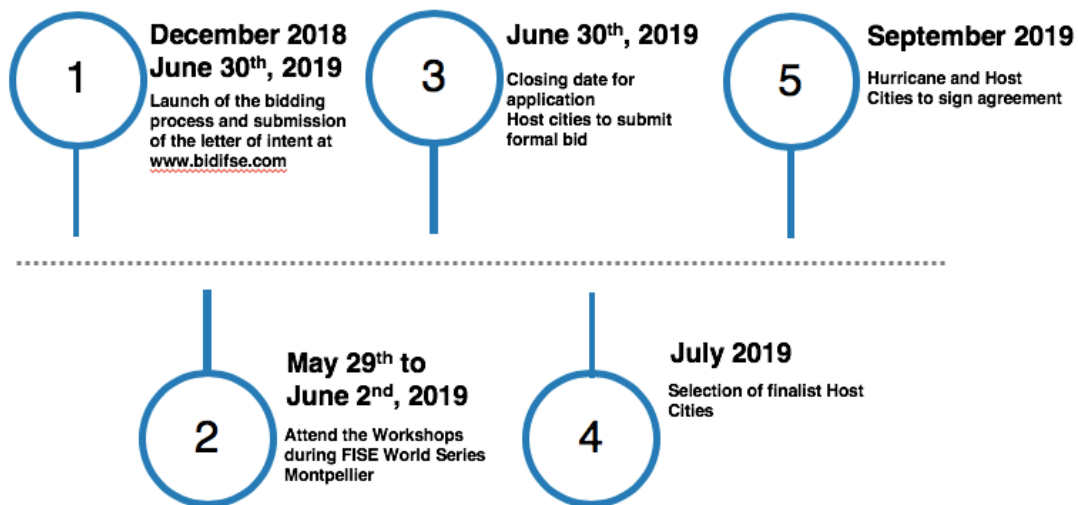 1
December 2018
June 30th, 2019
Launch of the bidding
process and submission
of the letter of intent at
www.bidifse.com
2
May 29th to
June 2nd, 2019
Attend the Workshops
during FISE World Series
Montpellier
3
June 30th, 2019
Closing date for
application
Host cities to submit
formal bid
4
July 2019
Selection of finalist Host
Cities
5
September 2019
Hurricane and Host
Cities to sign agreement